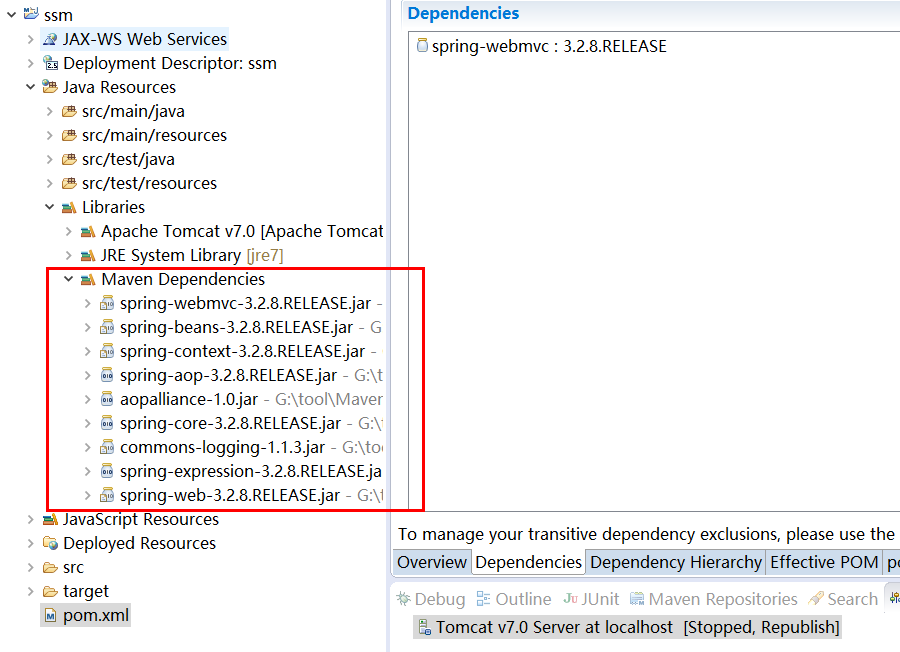 ssm
JAX-WS Web Services
Deployment Descriptor: ssm
Java Resources
src/main/java
src/main/resources
src/test/java
src/test/resources
Libraries
Apache Tomcat v7.0 [Apache Tomcat
JRE System Library [jre7]
Maven Dependencies
spring-webmvc-3.2.8.RELEASE.jar -
spring-beans-3.2.8.RELEASE.jar - G
spring-context-3.2.8.RELEASE.jar -
spring-aop-3.2.8.RELEASE.jar - G:\t
aopalliance-1.0.jar - G:\tool\Maven
spring-core-3.2.8.RELEASE.jar - G:\
commons-logging-1.1.3.jar - G:\too
spring-expression-3.2.8.RELEASE.ja
spring-web-3.2.8.RELEASE.jar - G:\t
JavaScript Resources
Deployed Resources
src
target
pom.xml
Dependencies
spring-webmvc : 3.2.8.RELEASE
To manage your transitive dependency exclusions, please use the
Overview Dependencies Dependency Hierarchy Effective POM po
Debug Outline JUnit Maven Repositories Search
Tomcat v7.0 Server at localhost [Stopped, Republish]